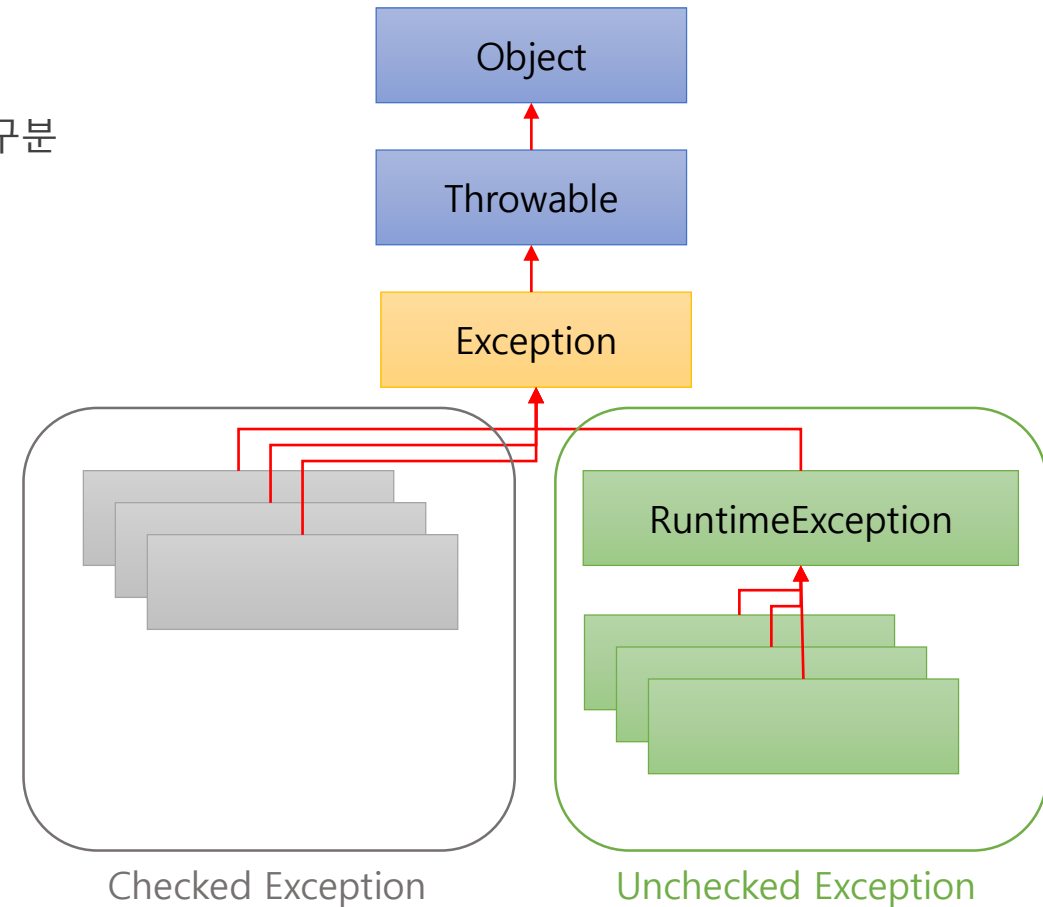 Object
구분
Throwable
Exception
RuntimeException
Checked Exception
Unchecked Exception